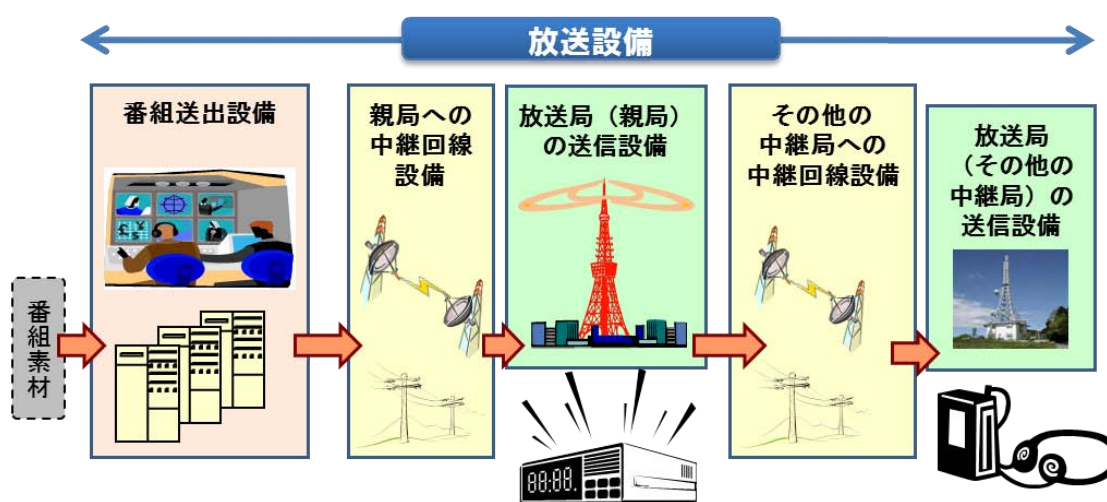 放送設備
番組送出設備
親局への
中継回線
設備
放送局（親局）
の送信設備
その他の
中継局への
中継回線設備
放送局
（その他の
中継局）の
送信設備
番組素材
£ ¥
$
88:88.